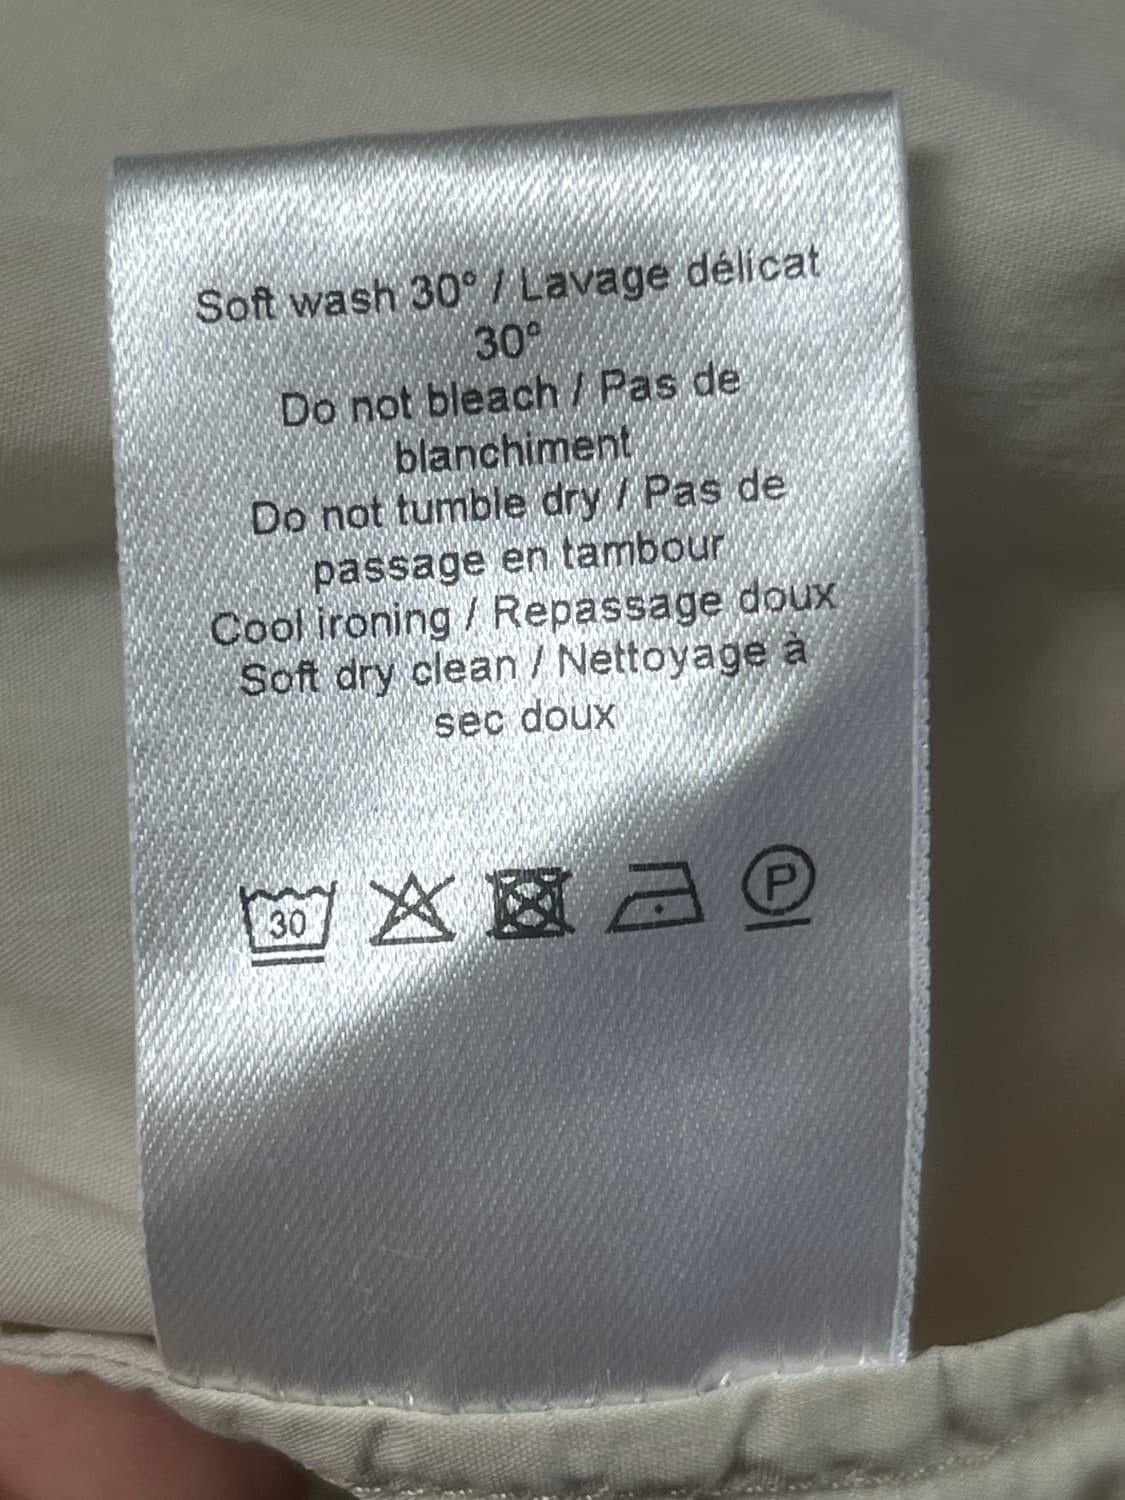 Soft wash 30° / Lavage délicat
30°
Do not bleach / Pas de
blanchiment
Do not tumble dry / Pas de
passage en tambour
Cool ironing / Repassage doux
Soft dry clean / Nettoyage à
sec doux
30 P